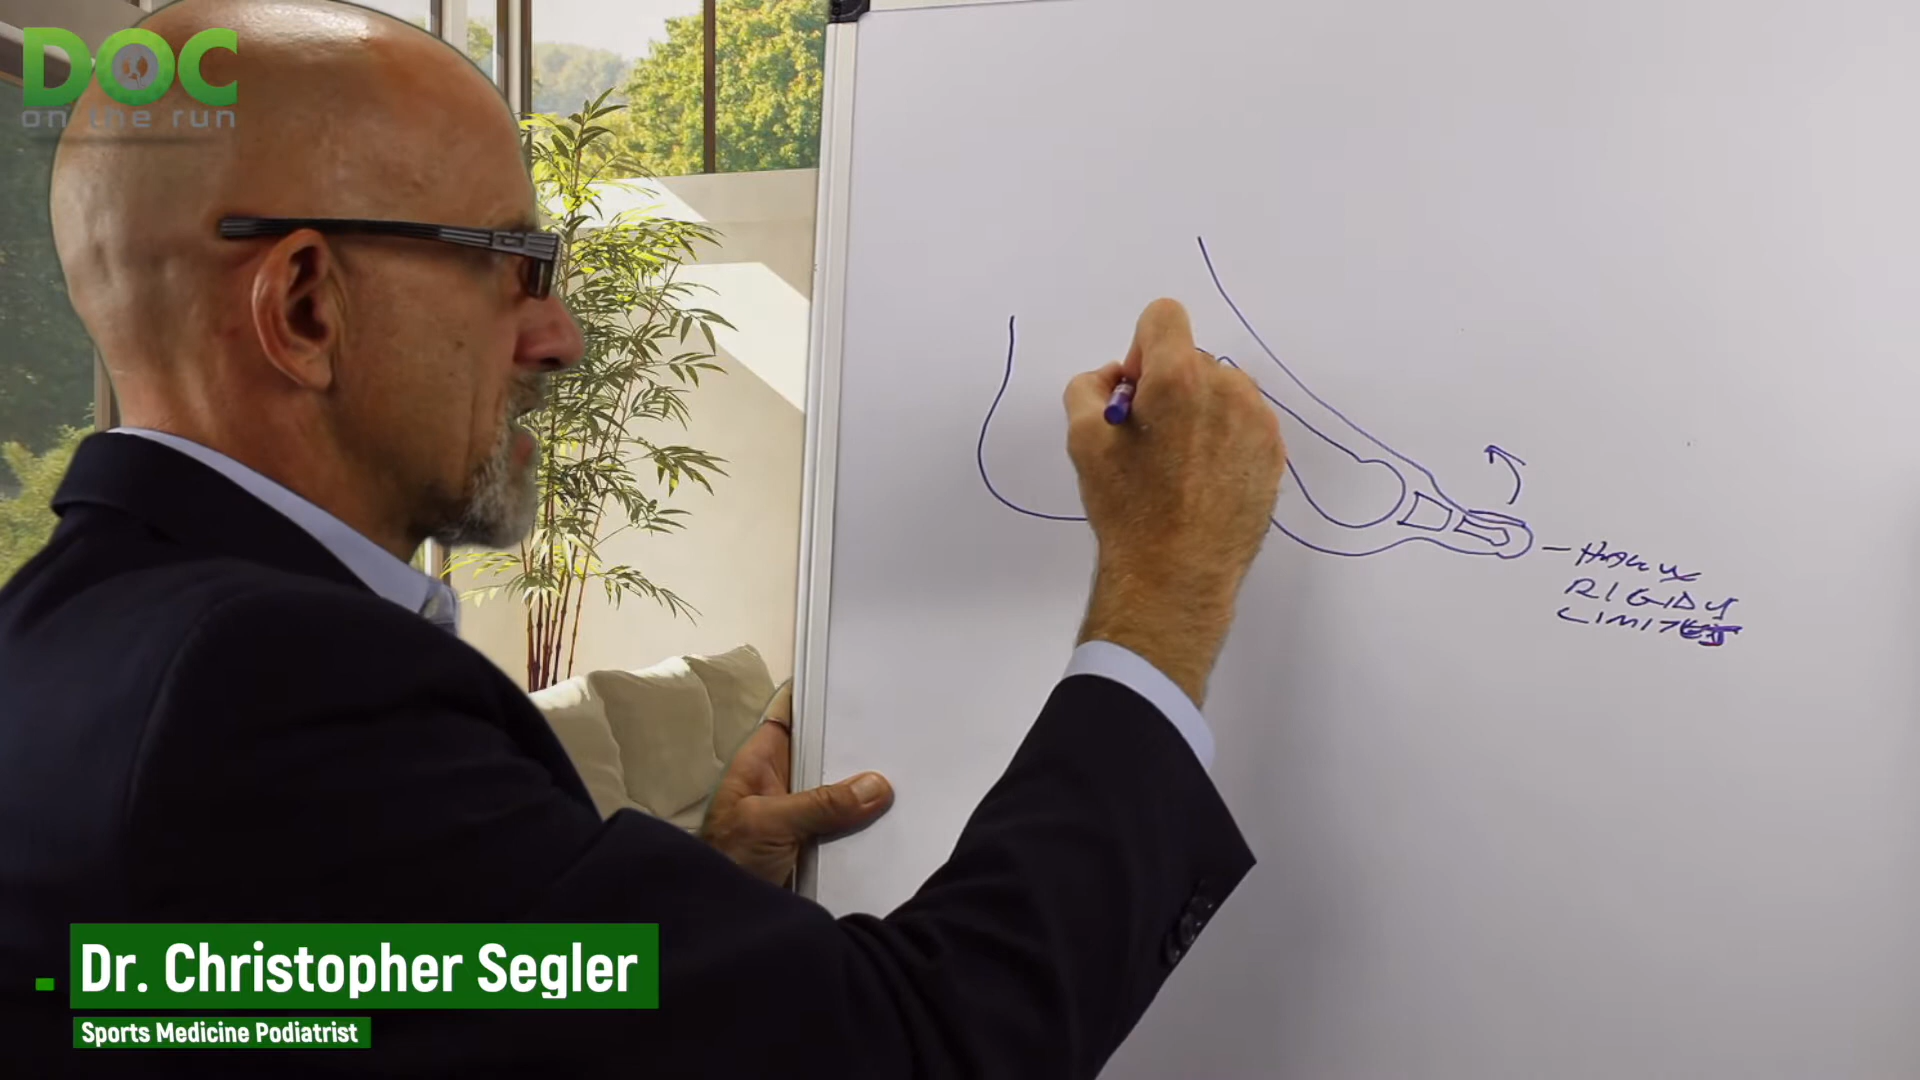 DOC
on the run
HALLUX
RIGIDUS
LIMITUS
Dr. Christopher Segler
Sports Medicine Podiatrist